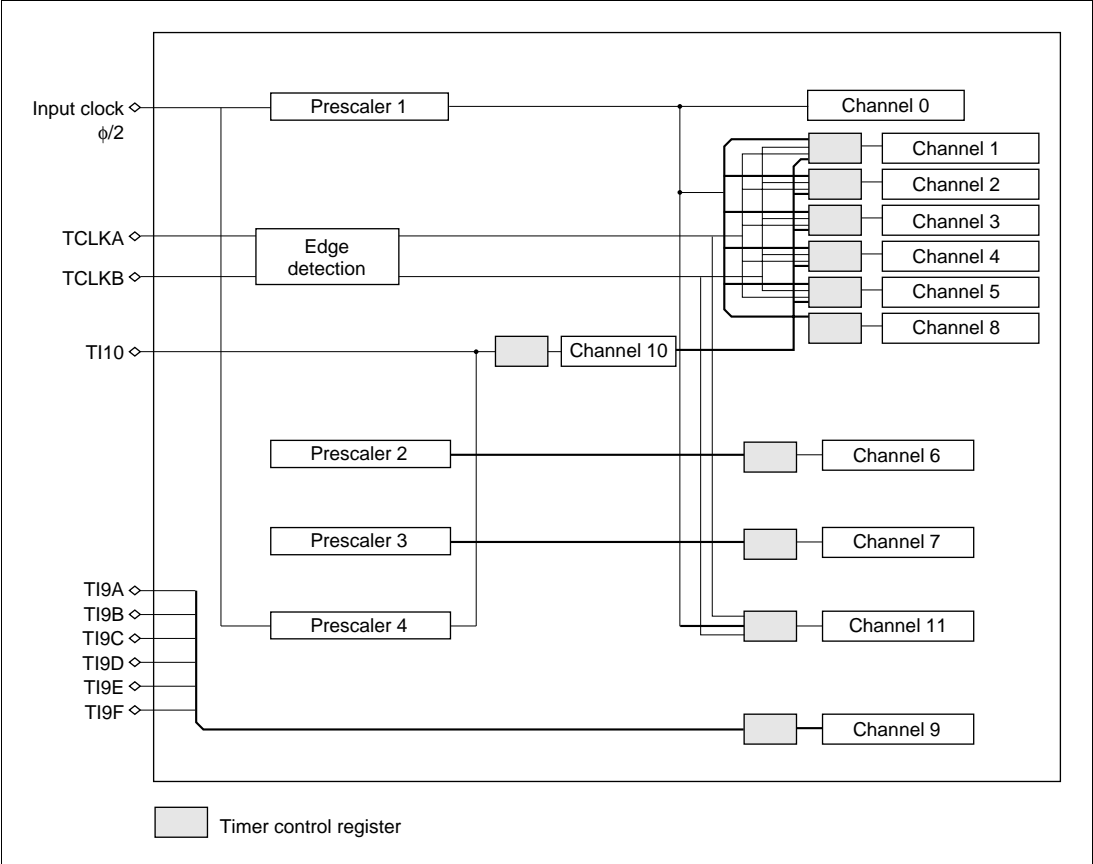 Input clock
ϕ/2
Prescaler 1
Channel 0
Channel 1
Channel 2
Channel 3
Channel 4
Channel 5
Channel 8
TCLKA
TCLKB
Edge
detection
TI10
Channel 10
Prescaler 2
Channel 6
Prescaler 3
Channel 7
TI9A
TI9B
TI9C
TI9D
TI9E
TI9F
Prescaler 4
Channel 11
Channel 9
Timer control register